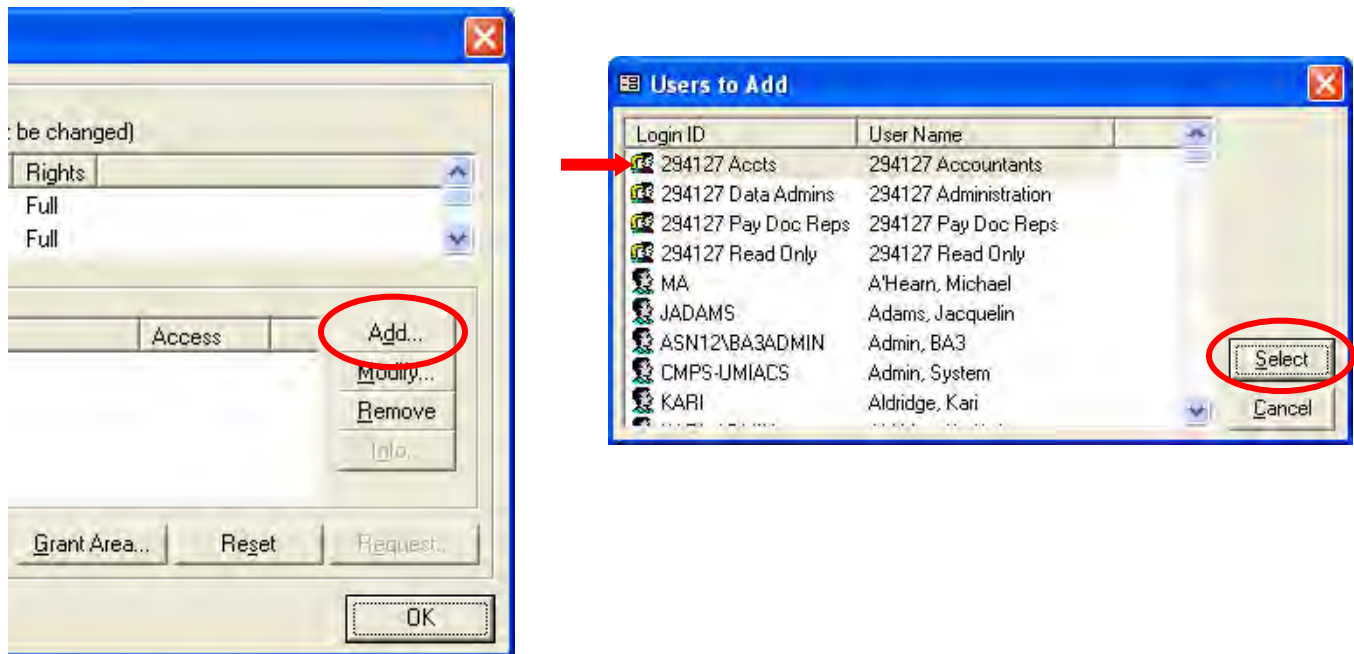 : be changed)
Rights
Full
Full
Access
Add...
Modify...
Remove
Info...
Grant Area... Reset Request...
OK
Users to Add
Login ID User Name
294127 Accts 294127 Accountants
294127 Data Admins 294127 Administration
294127 Pay Doc Reps 294127 Pay Doc Reps
294127 Read Only 294127 Read Only
MA A'Hearn, Michael
JADAMS Adams, Jacquelin
ASN12\BA3ADMIN Admin, BA3
CMPS-UMIACS Admin, System
KARI Aldridge, Kari
Select
Cancel